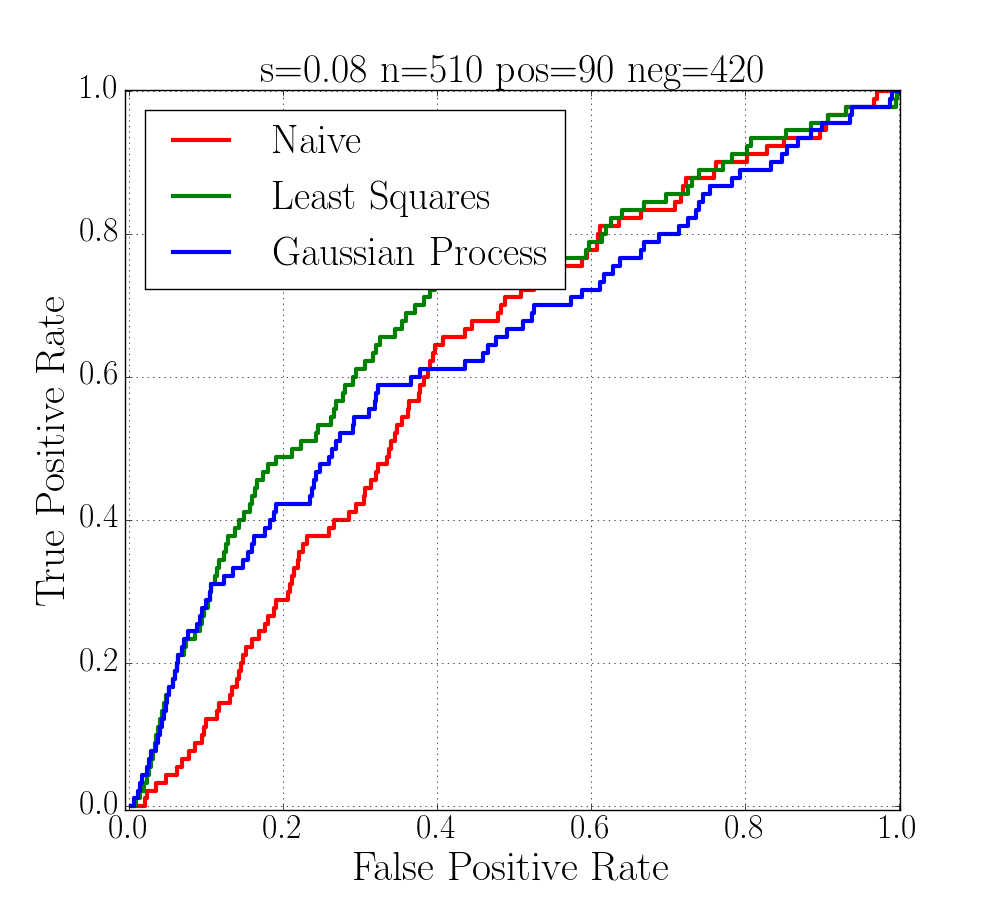 s=0.08 n=510 pos=90 neg=420
1.0
Naive
Least Squares
Gaussian Process
0.8
0.6
0.4
0.2
0.0
True Positive Rate
0.0 0.2 0.4 0.6 0.8 1.0
False Positive Rate